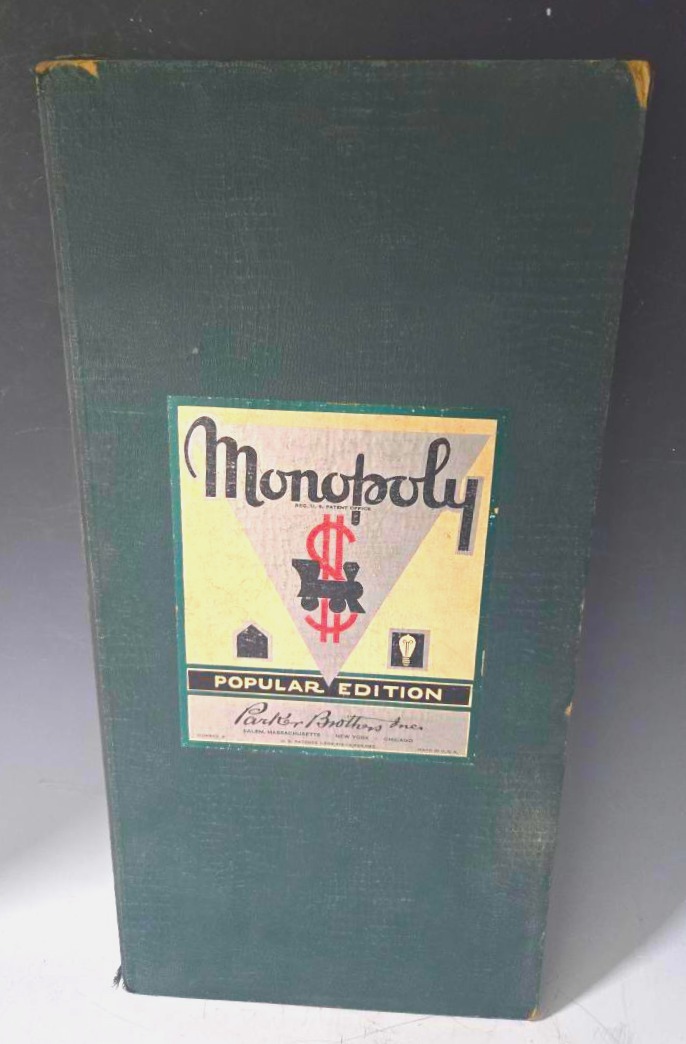 Monopoly
REG. U. S. PATENT OFFICE
$
POPULAR EDITION
Parker Brothers Inc.
SALEM, MASSACHUSETTS NEW YORK CHICAGO
MADE IN U.S.A.